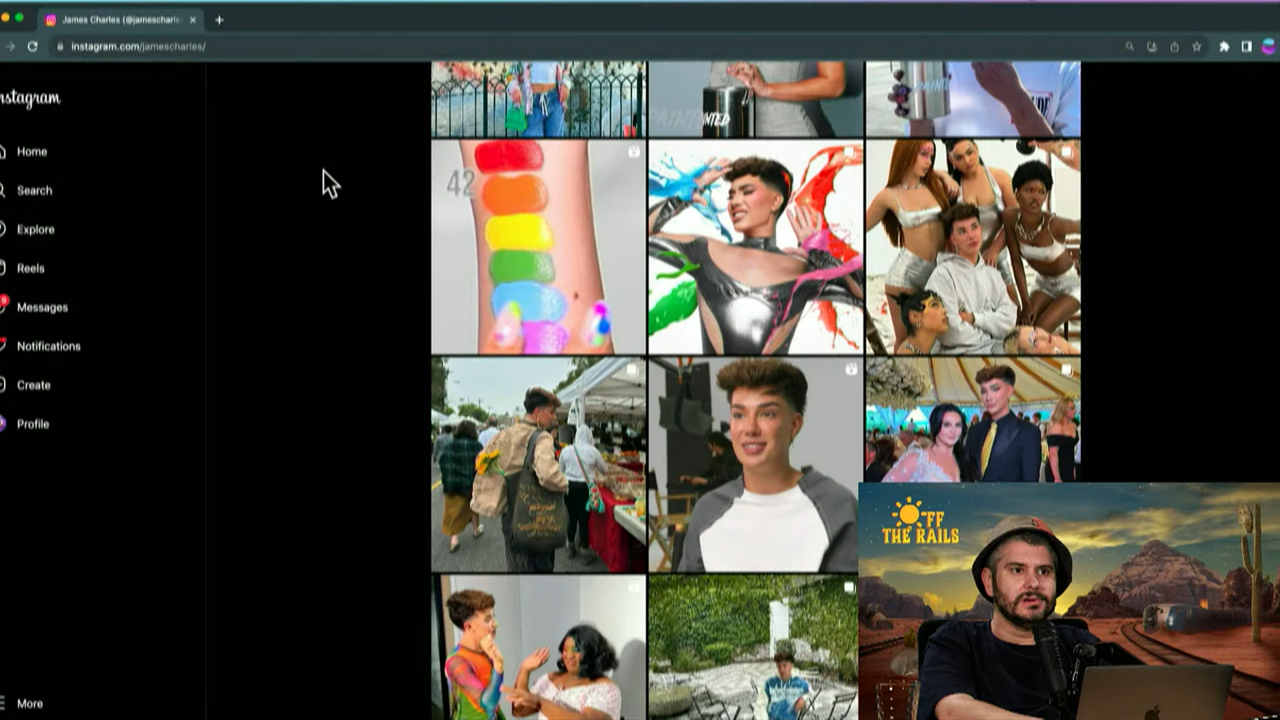 James Charles (@jamescharle
instagram.com/jamescharles/
nstagram
Home
Search
Explore
Reels
Messages
Notifications
Create
Profile
More
PAINTED
42
OFF
THE RAILS